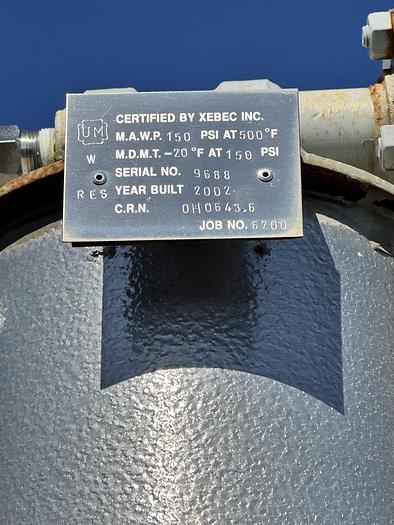 UM
W
RES
CERTIFIED BY XEBEC INC.
M.A.W.P. 150 PSI AT 500°F
M.D.M.T. -20°F AT 150 PSI
SERIAL NO. 9688
YEAR BUILT 2002
C.R.N. 0H0643.6
JOB NO. 6200